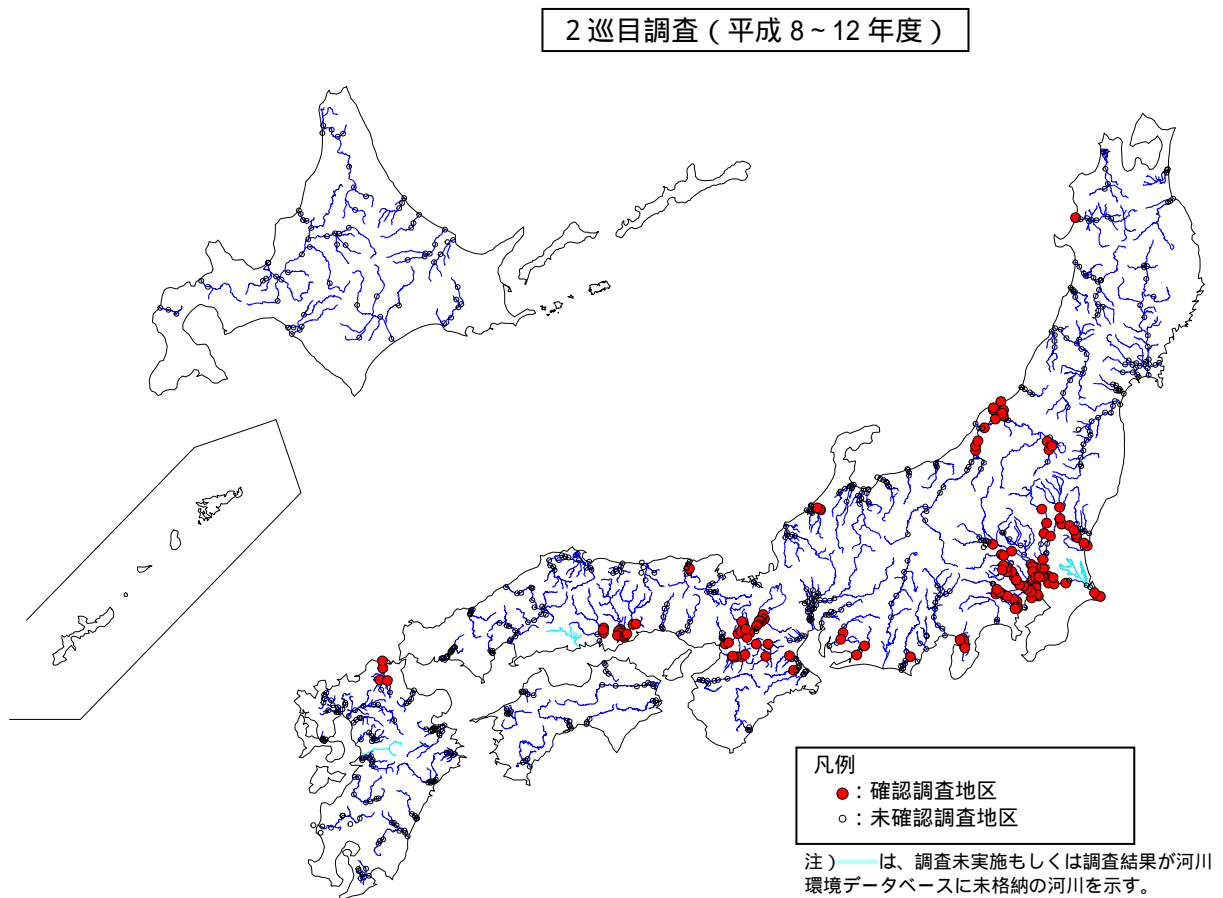 2巡目調査(平成8~12年度)
凡例
●:確認調査地区
○:未確認調査地区
注) は、調査未実施もしくは調査結果が河川
環境データベースに未格納の河川を示す。